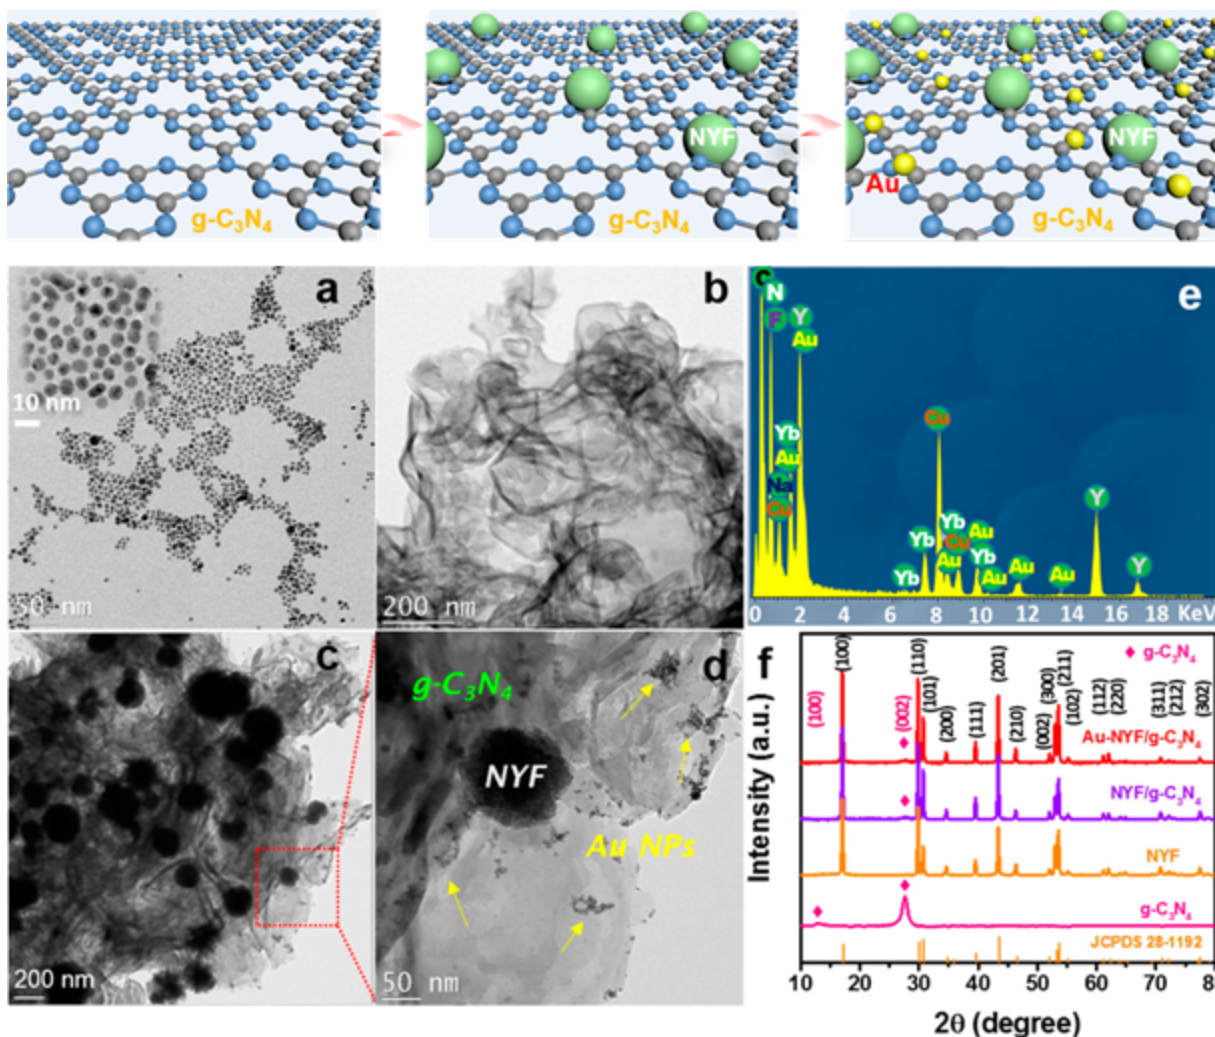 g-C₃N₄
NYF
g-C₃N₄
NYF
Au
g-C₃N₄
a
10 nm
50 nm
b
200 nm
e
C
N
F
Y
Au
Yb
Au
Na
Cu
Cu
Yb
Yb
Yb
Cu
Au
Au
Yb
Au
Au
Au
Y
Y
0 2 4 6 8 10 12 14 16 18 KeV
c
200 nm
d
g-C₃N₄
NYF
Au NPs
50 nm
f
g-C₃N₄
(100)
(002)
(100)
(110)
(101)
(200)
(111)
(201)
(210)
(002)
(300)
(211)
(102)
(112)
(220)
(311)
(212)
(302)
Au-NYF/g-C₃N₄
NYF/g-C₃N₄
NYF
g-C₃N₄
JCPDS 28-1192
Intensity (a.u.)
10 20 30 40 50 60 70 8
2θ (degree)